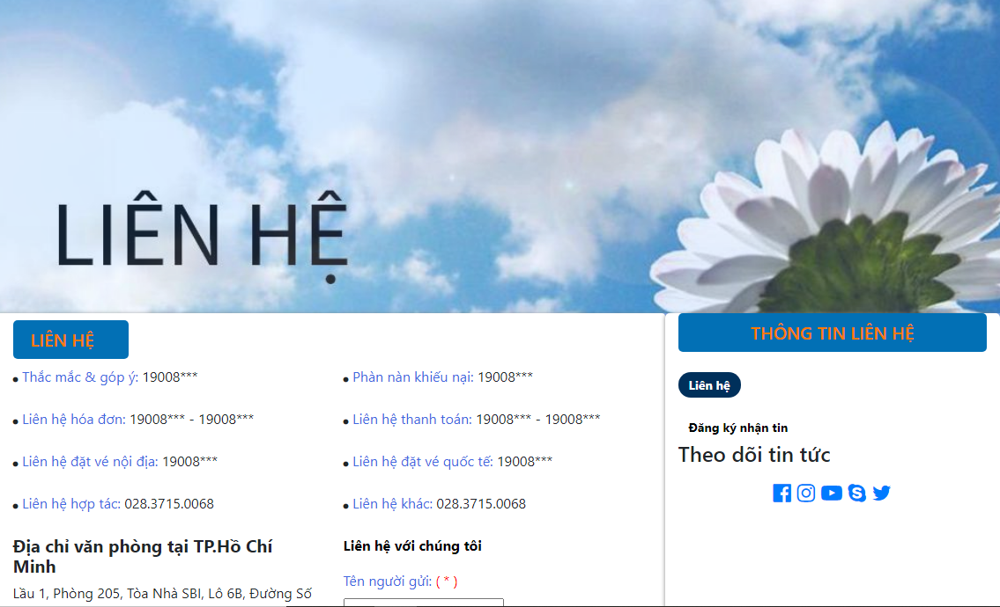 LIÊN HỆ
LIÊN HỆ
Thắc mắc & góp ý: 19008***
Phàn nàn khiếu nại: 19008***
Liên hệ hóa đơn: 19008*** - 19008***
Liên hệ thanh toán: 19008*** - 19008***
Liên hệ đặt vé nội địa: 19008***
Liên hệ đặt vé quốc tế: 19008***
Liên hệ hợp tác: 028.3715.0068
Liên hệ khác: 028.3715.0068
Địa chỉ văn phòng tại TP.Hồ Chí
Minh
Lầu 1, Phòng 205, Tòa Nhà SBI, Lô 6B, Đường Số
Liên hệ với chúng tôi
Tên người gửi: ( * )
THÔNG TIN LIÊN HỆ
Liên hệ
Đăng ký nhận tin
Theo dõi tin tức